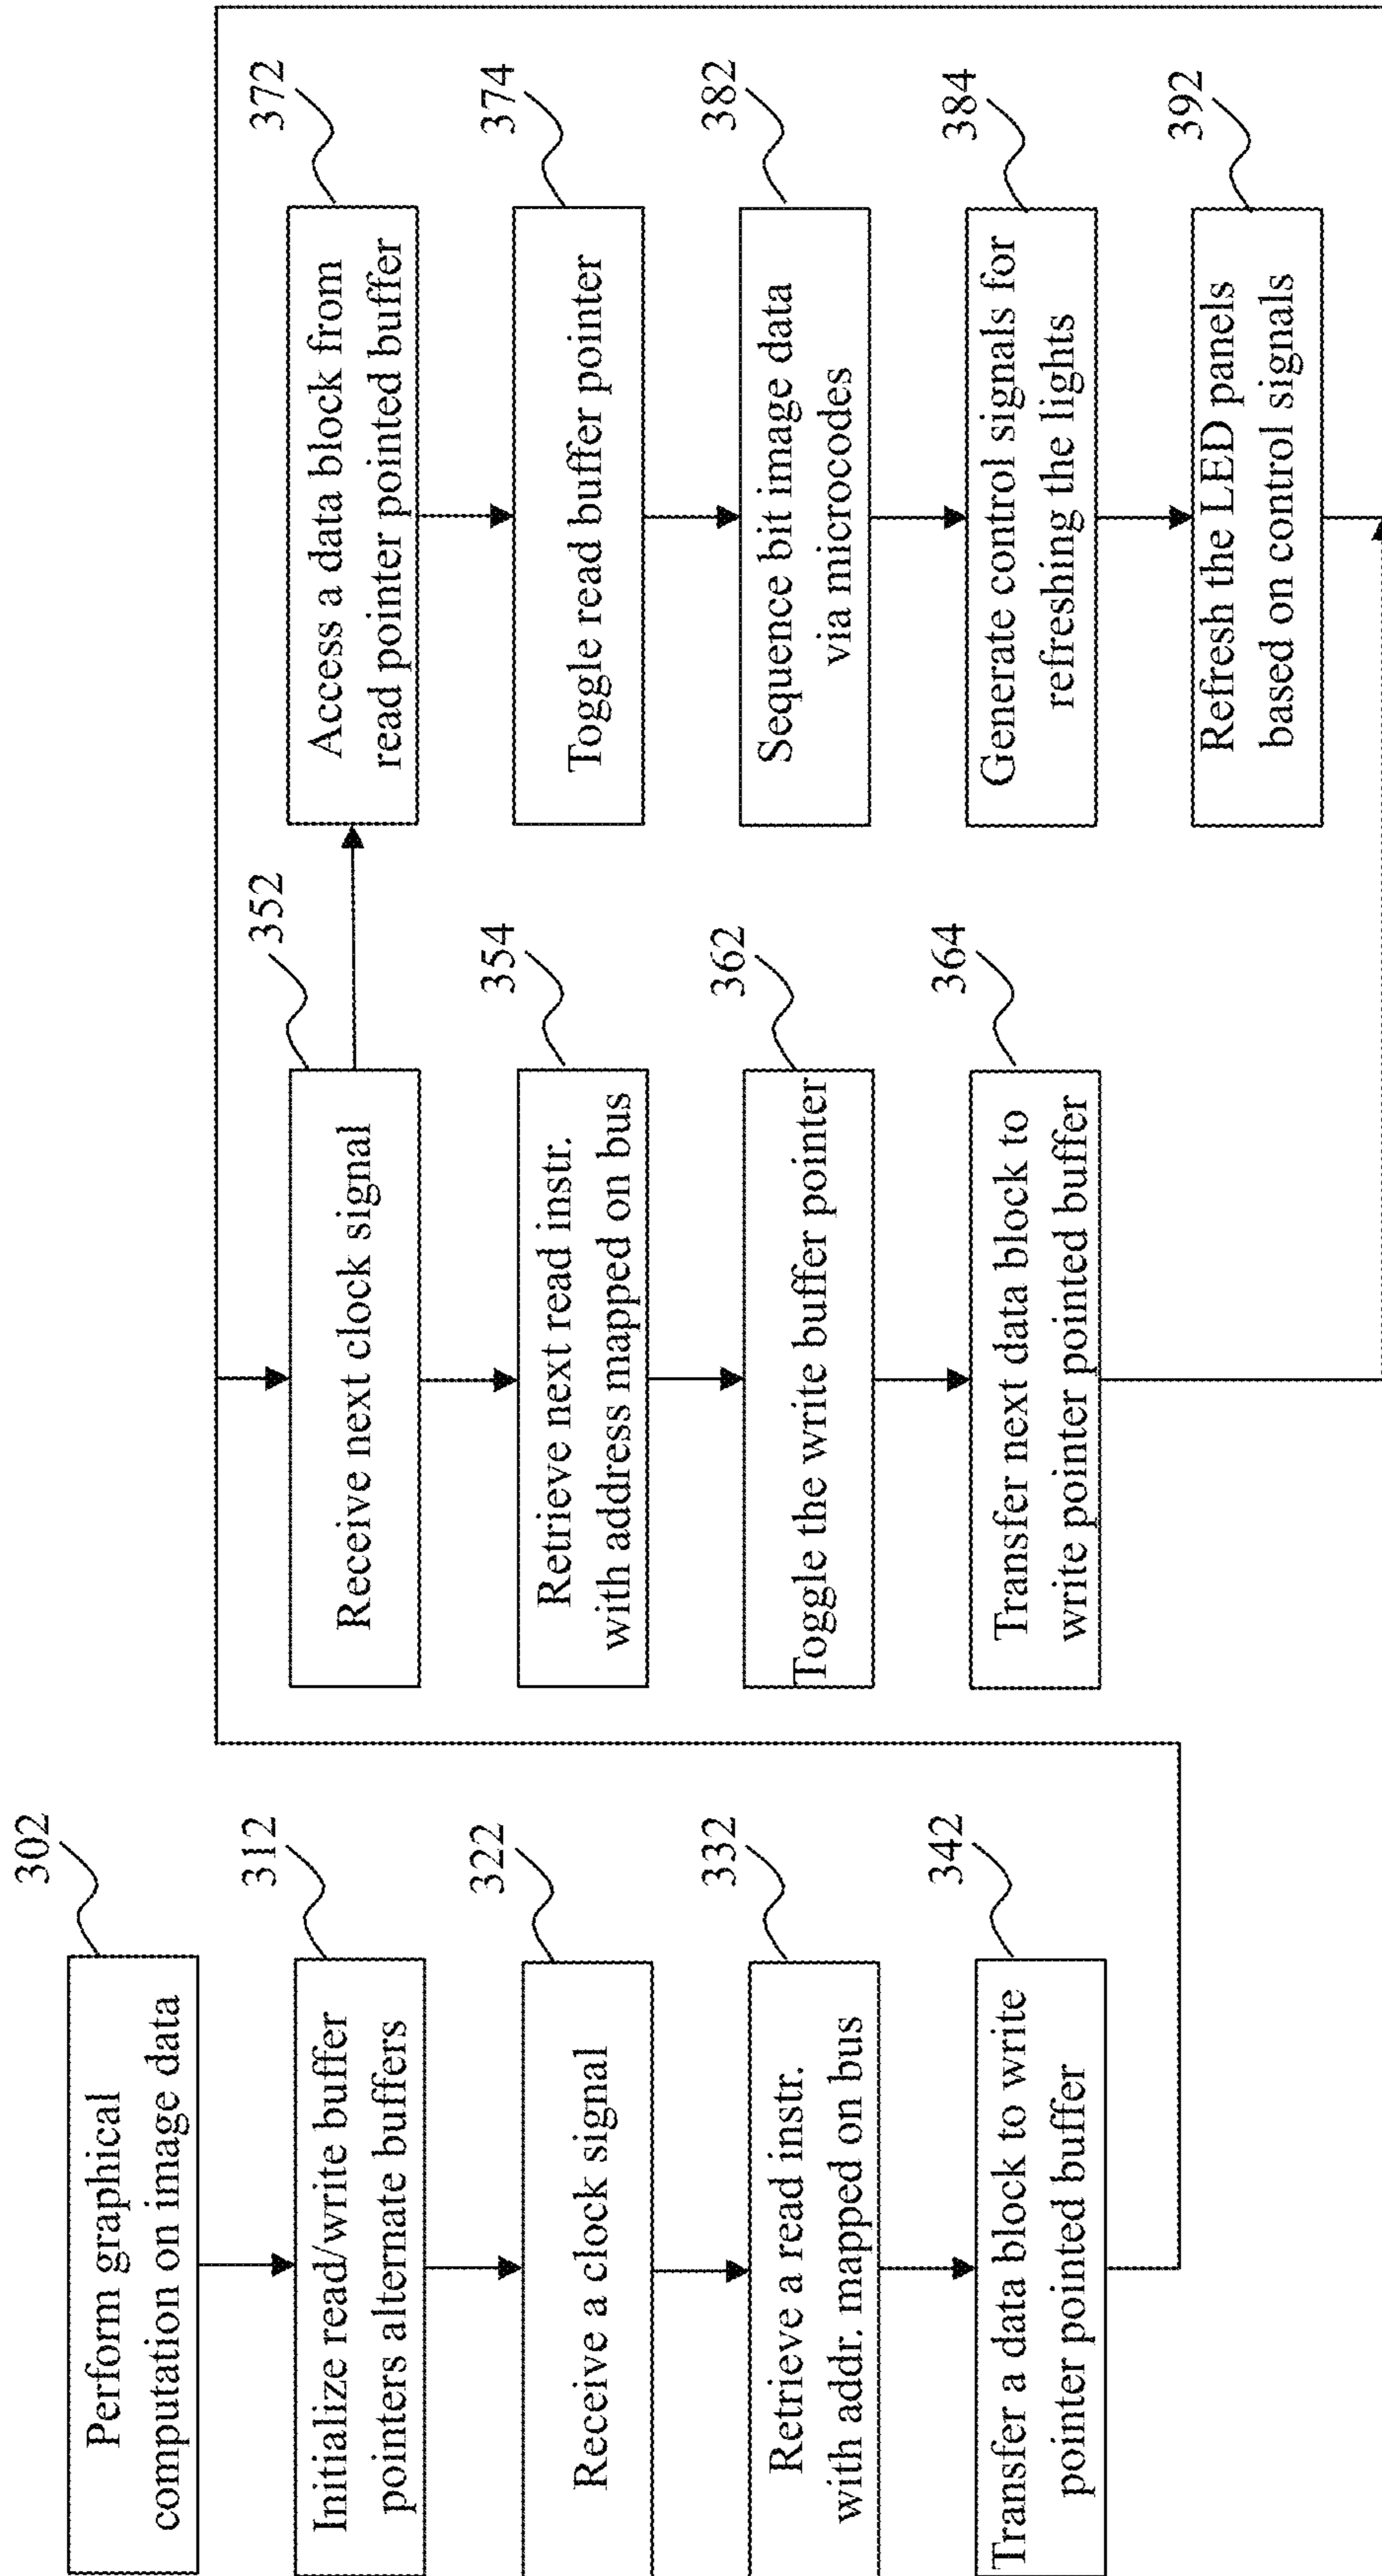 302
Perform graphical
computation on image data
312
Initialize read/write buffer
pointers alternate buffers
322
Receive a clock signal
332
Retrieve a read instr.
with addr. mapped on bus
342
Transfer a data block to write
pointer pointed buffer
352
Receive next clock signal
354
Retrieve next read instr.
with address mapped on bus
362
Toggle the write buffer pointer
364
Transfer next data block to
write pointer pointed buffer
372
Access a data block from
read pointer pointed buffer
374
Toggle read buffer pointer
382
Sequence bit image data
via microcodes
384
Generate control signals for
refreshing the lights
392
Refresh the LED panels
based on control signals